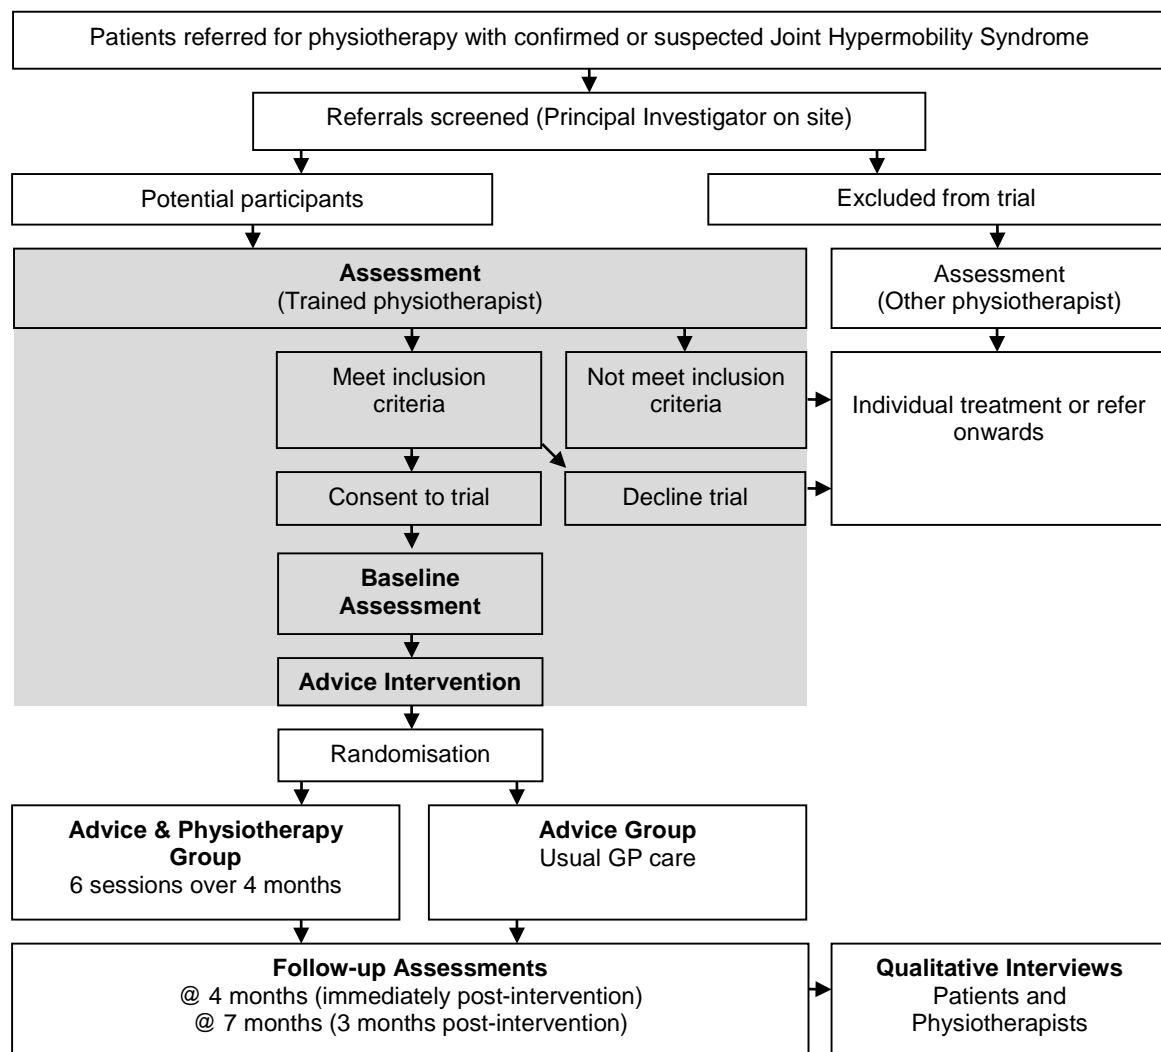 Patients referred for physiotherapy with confirmed or suspected Joint Hypermobility Syndrome
Referrals screened (Principal Investigator on site)
Potential participants
Excluded from trial
Assessment
(Trained physiotherapist)
Assessment
(Other physiotherapist)
Meet inclusion
criteria
Not meet inclusion
criteria
Individual treatment or refer
onwards
Consent to trial
Decline trial
Baseline
Assessment
Advice Intervention
Randomisation
Advice & Physiotherapy
Group
6 sessions over 4 months
Advice Group
Usual GP care
Follow-up Assessments
@ 4 months (immediately post-intervention)
@ 7 months (3 months post-intervention)
Qualitative Interviews
Patients and
Physiotherapists